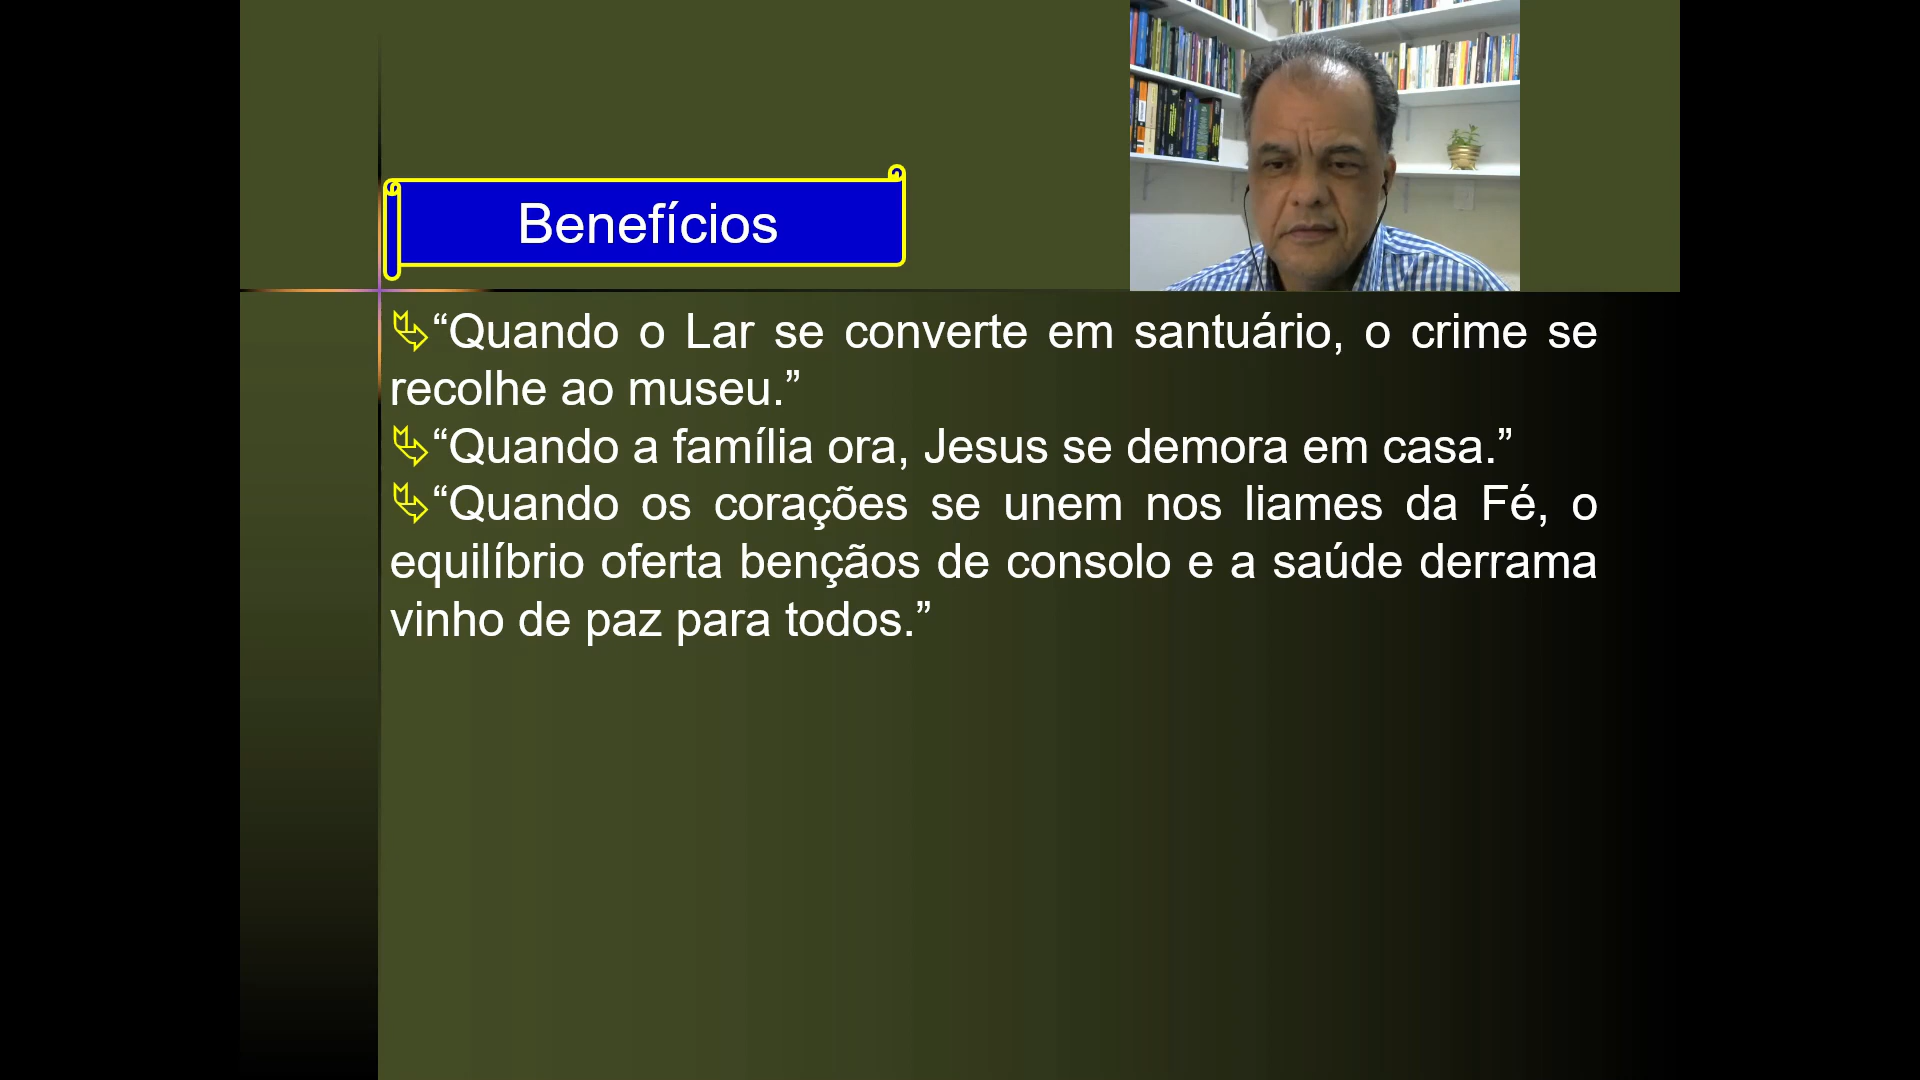 Benefícios
“Quando o Lar se converte em santuário, o crime se
recolhe ao museu.”
“Quando a família ora, Jesus se demora em casa.”
“Quando os corações se unem nos liames da Fé, o
equilíbrio oferta bençãos de consolo e a saúde derrama
vinho de paz para todos.”